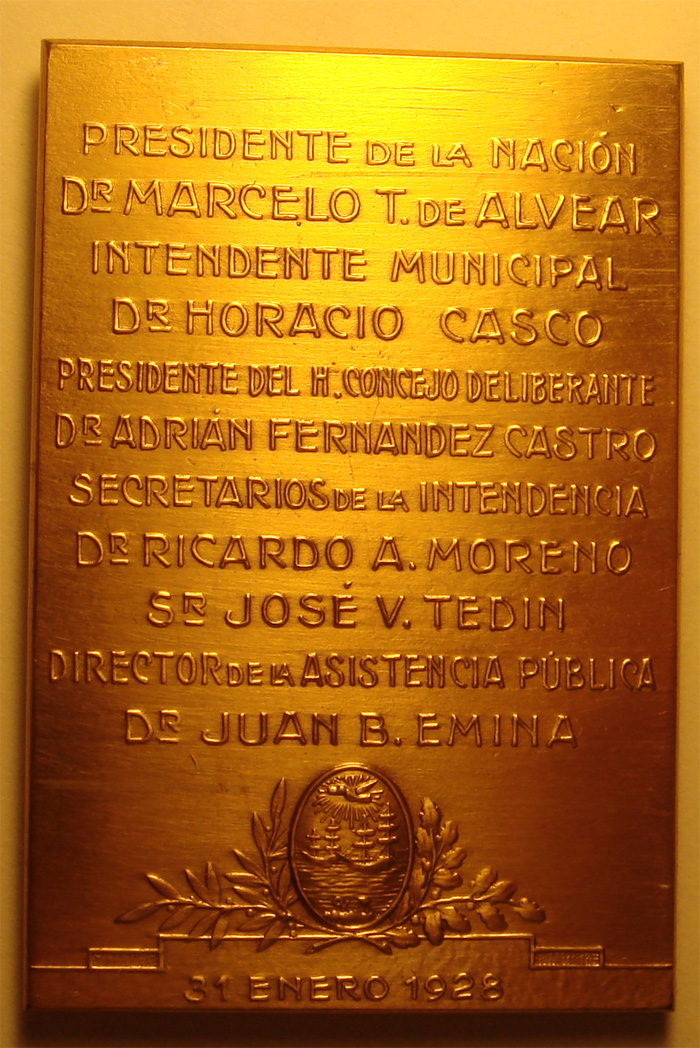 PRESIDENTE DE LA NACIÓN
DR MARCELO T. DE ALVEAR
INTENDENTE MUNICIPAL
DR HORACIO CASCO
PRESIDENTE DEL H. CONCEJO DELIBERANTE
DR ADRIÁN FERNANDEZ CASTRO
SECRETARIOS DE LA INTENDENCIA
DR RICARDO A. MORENO
SR JOSÉ V. TEDIN
DIRECTOR DE LA ASISTENCIA PÚBLICA
DR JUAN B. EMINA
31 ENERO 1928